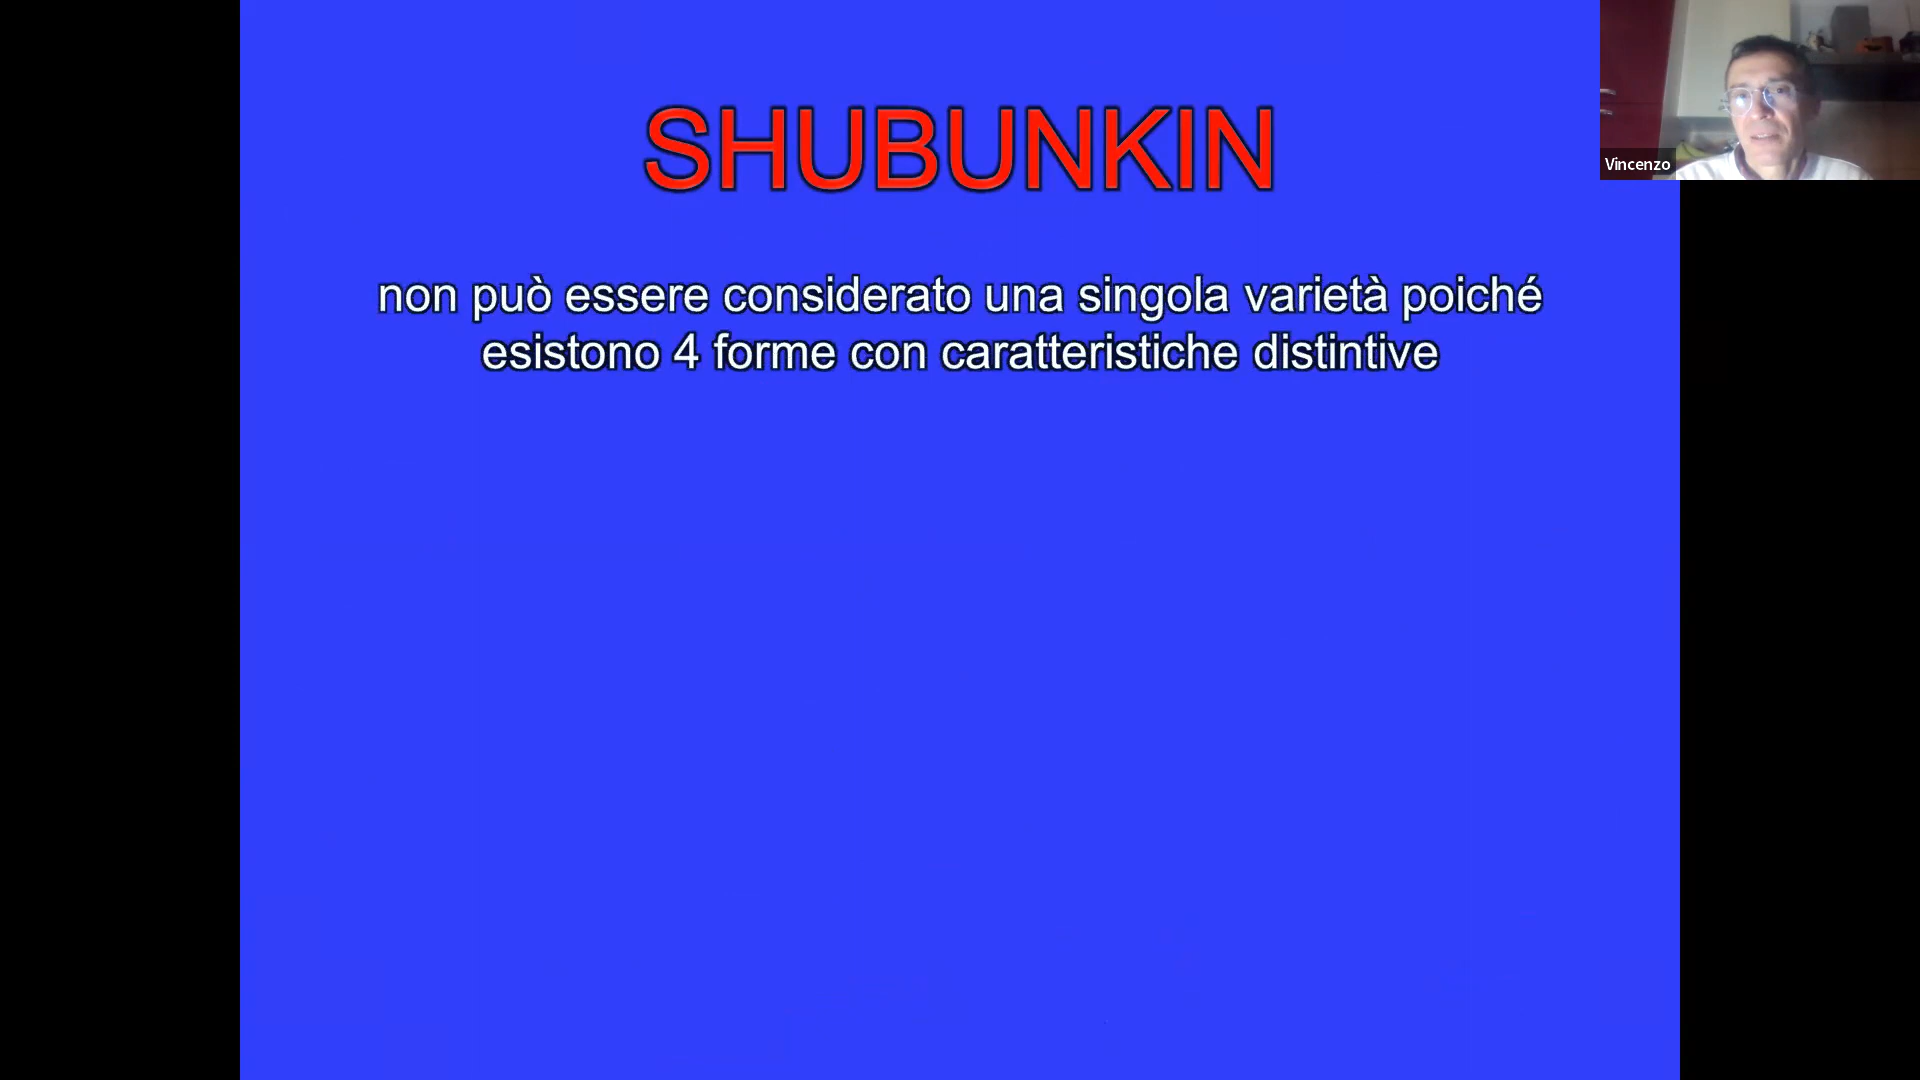 SHUBUNKIN
non può essere considerato una singola varietà poiché
esistono 4 forme con caratteristiche distintive
Vincenzo